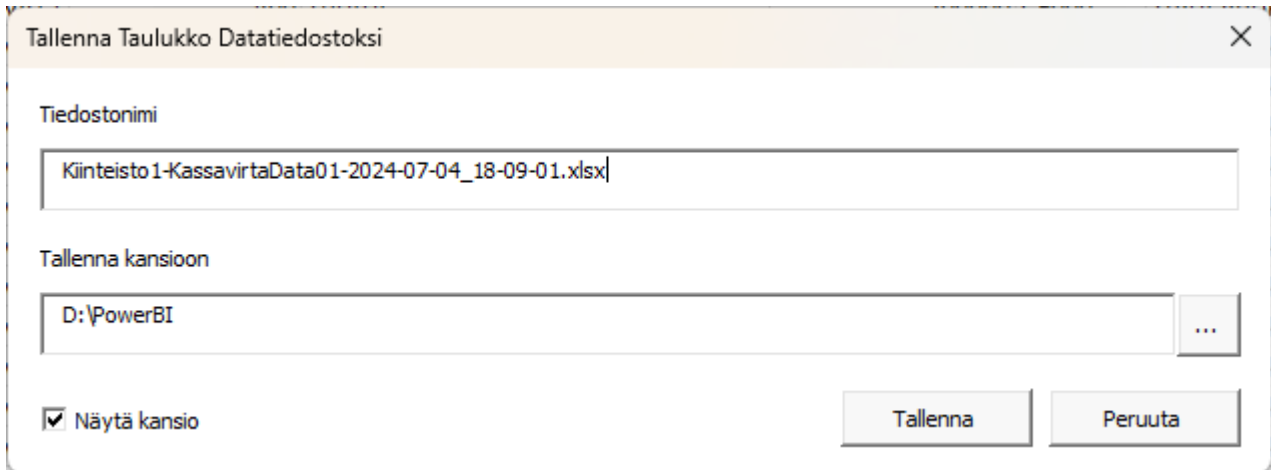 Tallenna Taulukko Datatiedostoksi
Tiedostonimi
Kiinteisto1-KassavirtaData01-2024-07-04_18-09-01.xlsx
Tallenna kansioon
D:\PowerBI
...
Näytä kansio
Tallenna
Peruuta